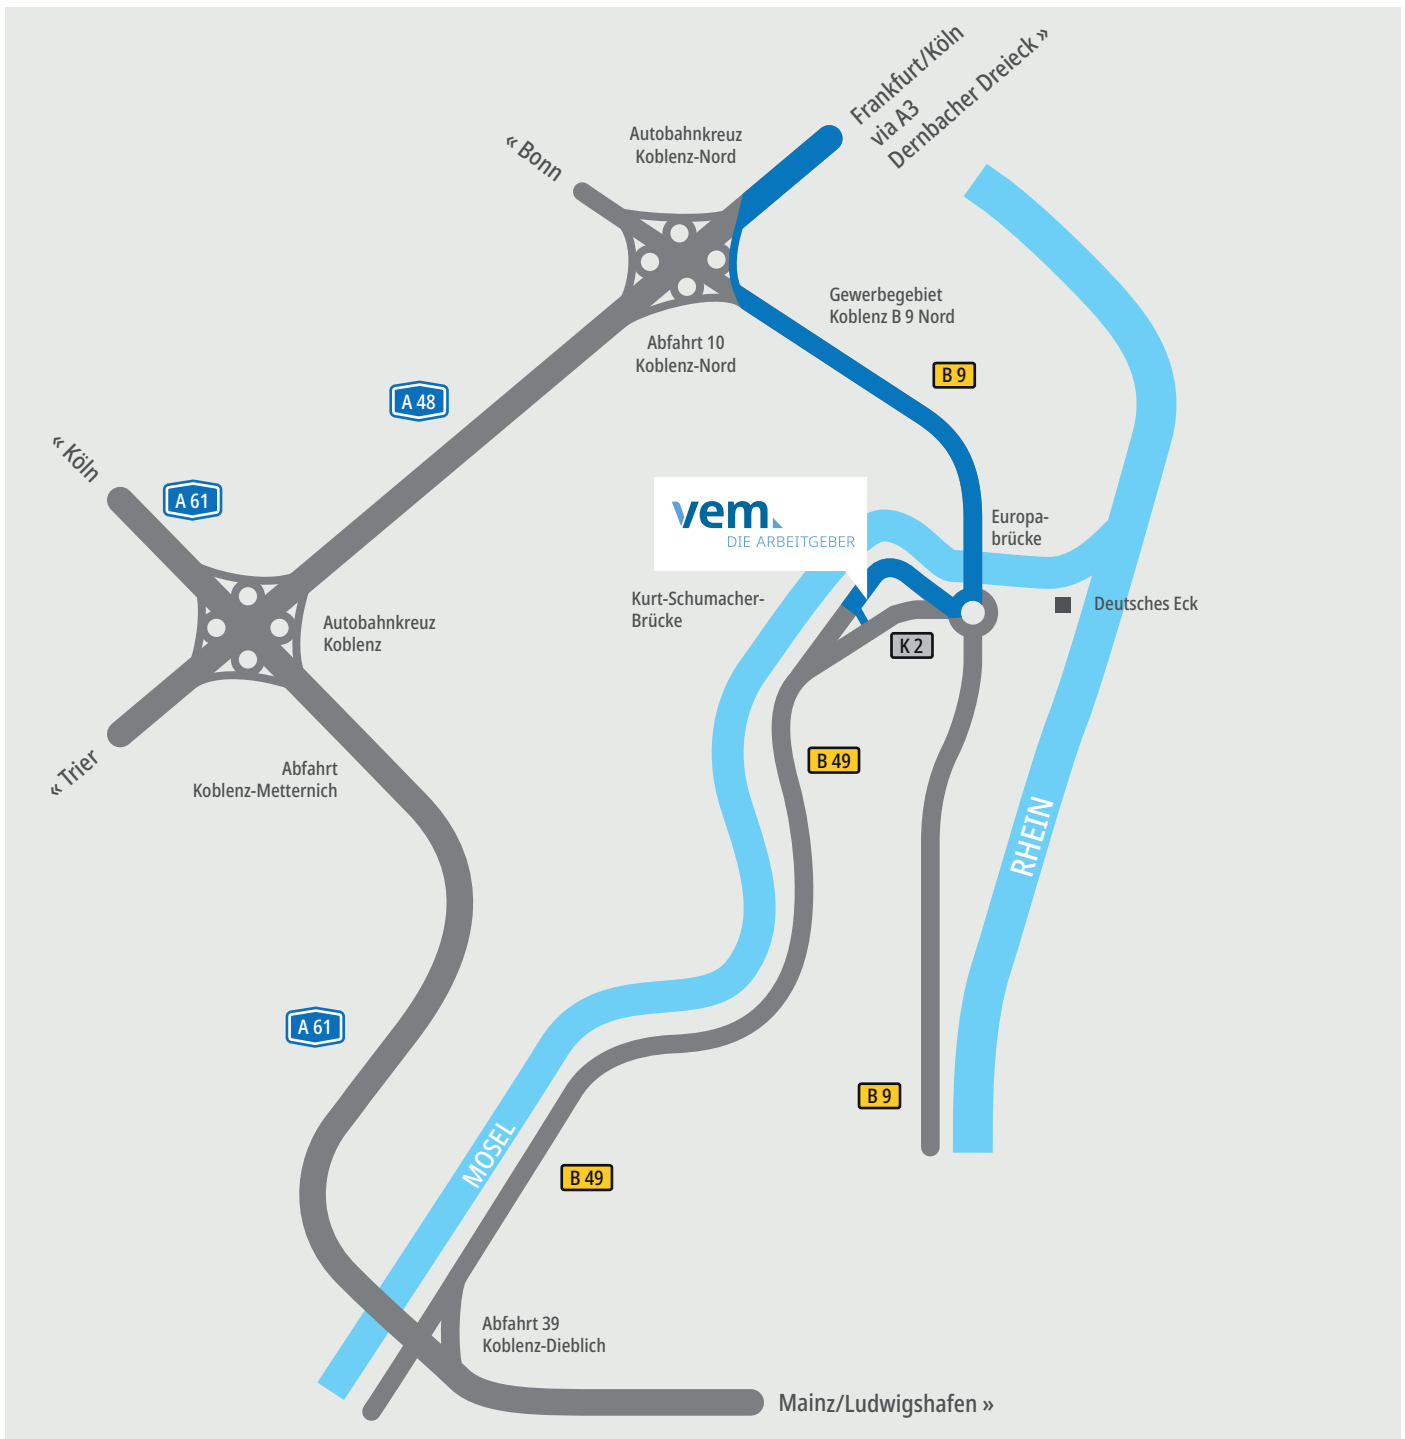 Frankfurt/Köln
via A3
Dernbacher Dreieck »
Autobahnkreuz
Koblenz-Nord
« Bonn
Gewerbegebiet
Koblenz B 9 Nord
Abfahrt 10
Koblenz-Nord
B 9
A 48
« Köln
A 61
vem.
DIE ARBEITGEBER
Europa-
brücke
Kurt-Schumacher-
Brücke
Deutsches Eck
Autobahnkreuz
Koblenz
K 2
« Trier
Abfahrt
Koblenz-Metternich
B 49
RHEIN
A 61
B 9
MOSEL
B 49
Abfahrt 39
Koblenz-Dieblich
Mainz/Ludwigshafen »